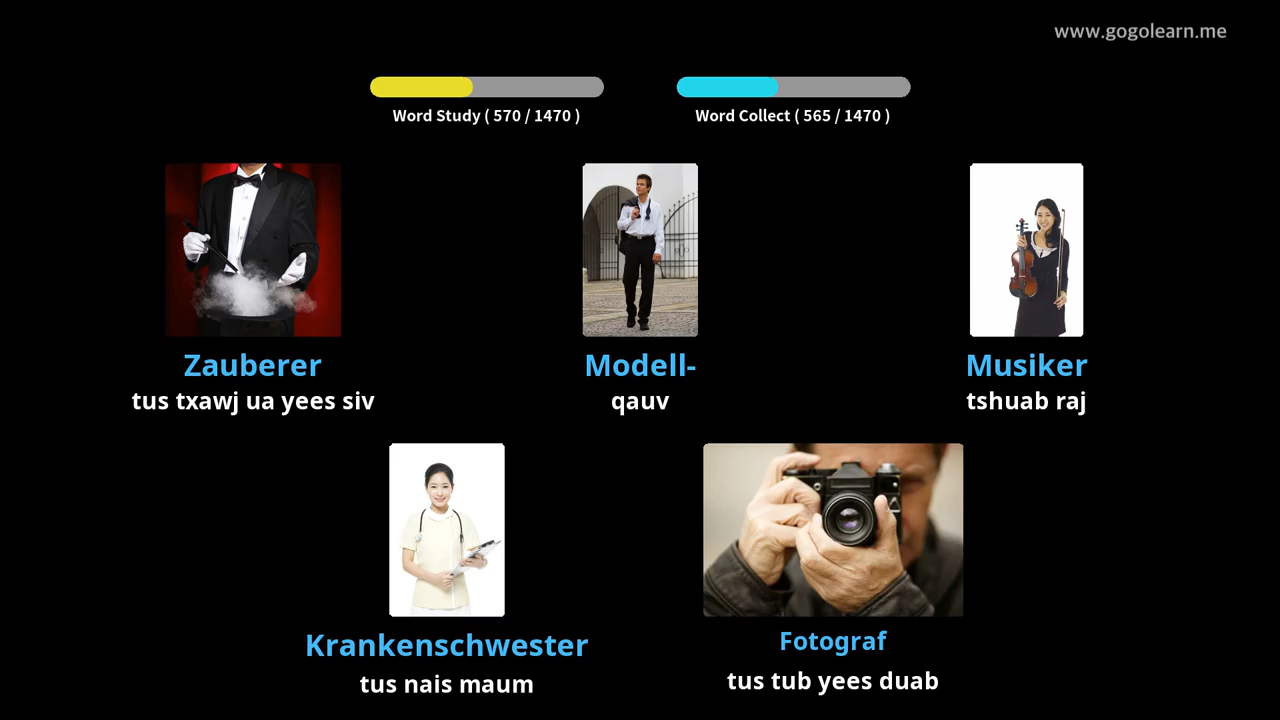 www.gogolearn.me
Word Study ( 570 / 1470 )
Word Collect ( 565 / 1470 )
Zauberer
tus txawj ua yees siv
Modell-
qauv
Musiker
tshuab raj
Krankenschwester
tus nais maum
Fotograf
tus tub yees duab